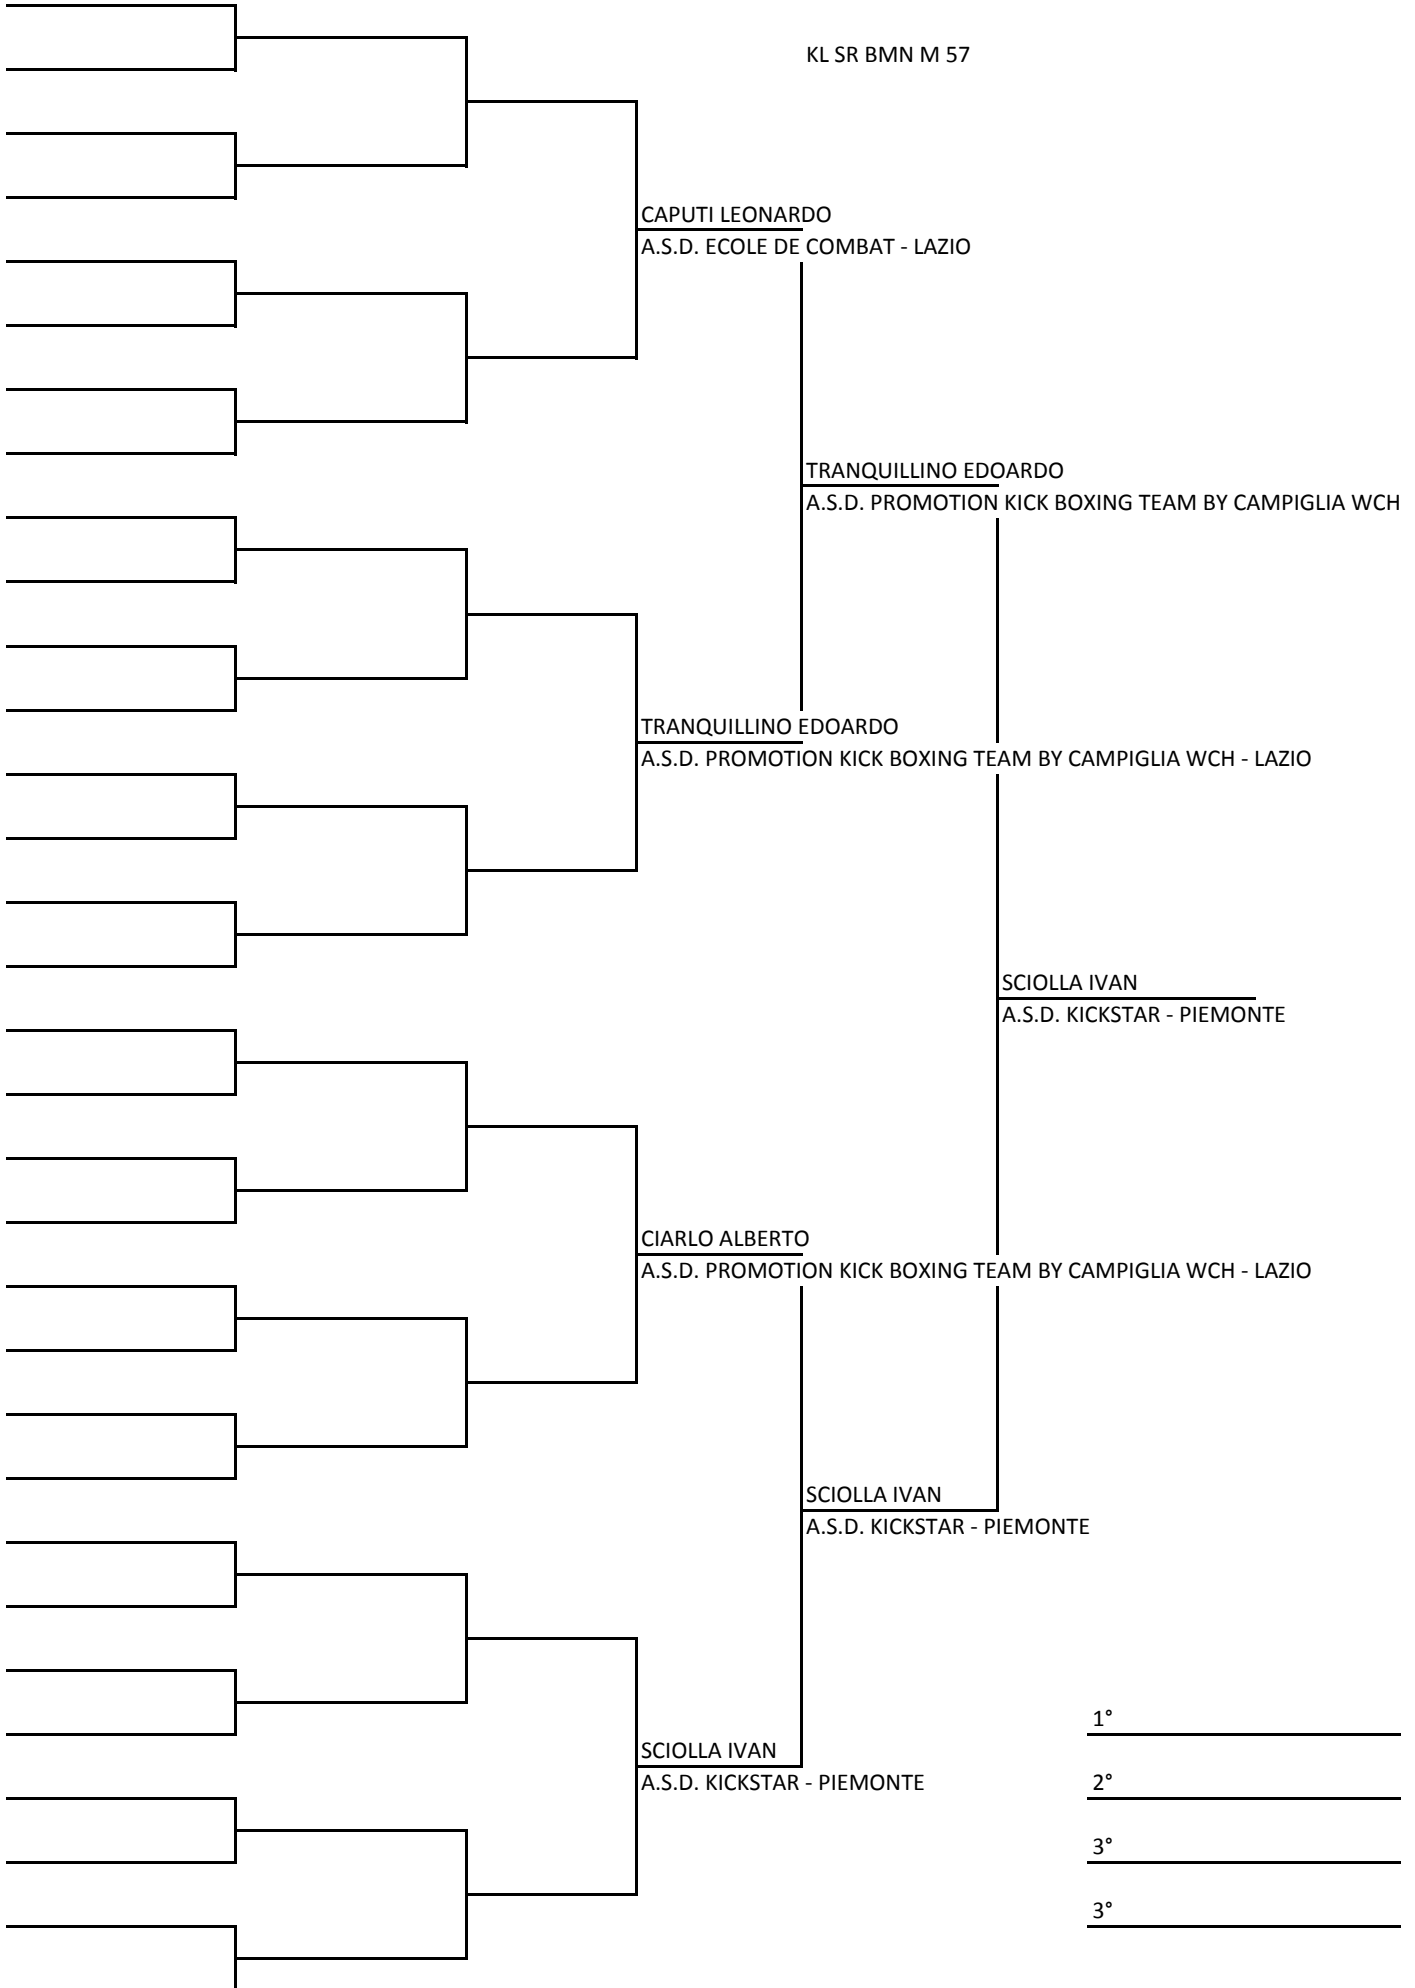 KL SR BMN M 57
CAPUTI LEONARDO
A.S.D. ECOLE DE COMBAT - LAZIO
TRANQUILLINO EDOARDO
A.S.D. PROMOTION KICK BOXING TEAM BY CAMPIGLIA WCH
TRANQUILLINO EDOARDO
A.S.D. PROMOTION KICK BOXING TEAM BY CAMPIGLIA WCH - LAZIO
SCIOLLA IVAN
A.S.D. KICKSTAR - PIEMONTE
CIARLO ALBERTO
A.S.D. PROMOTION KICK BOXING TEAM BY CAMPIGLIA WCH - LAZIO
SCIOLLA IVAN
A.S.D. KICKSTAR - PIEMONTE
1°
SCIOLLA IVAN
A.S.D. KICKSTAR - PIEMONTE
2°
3°
3°